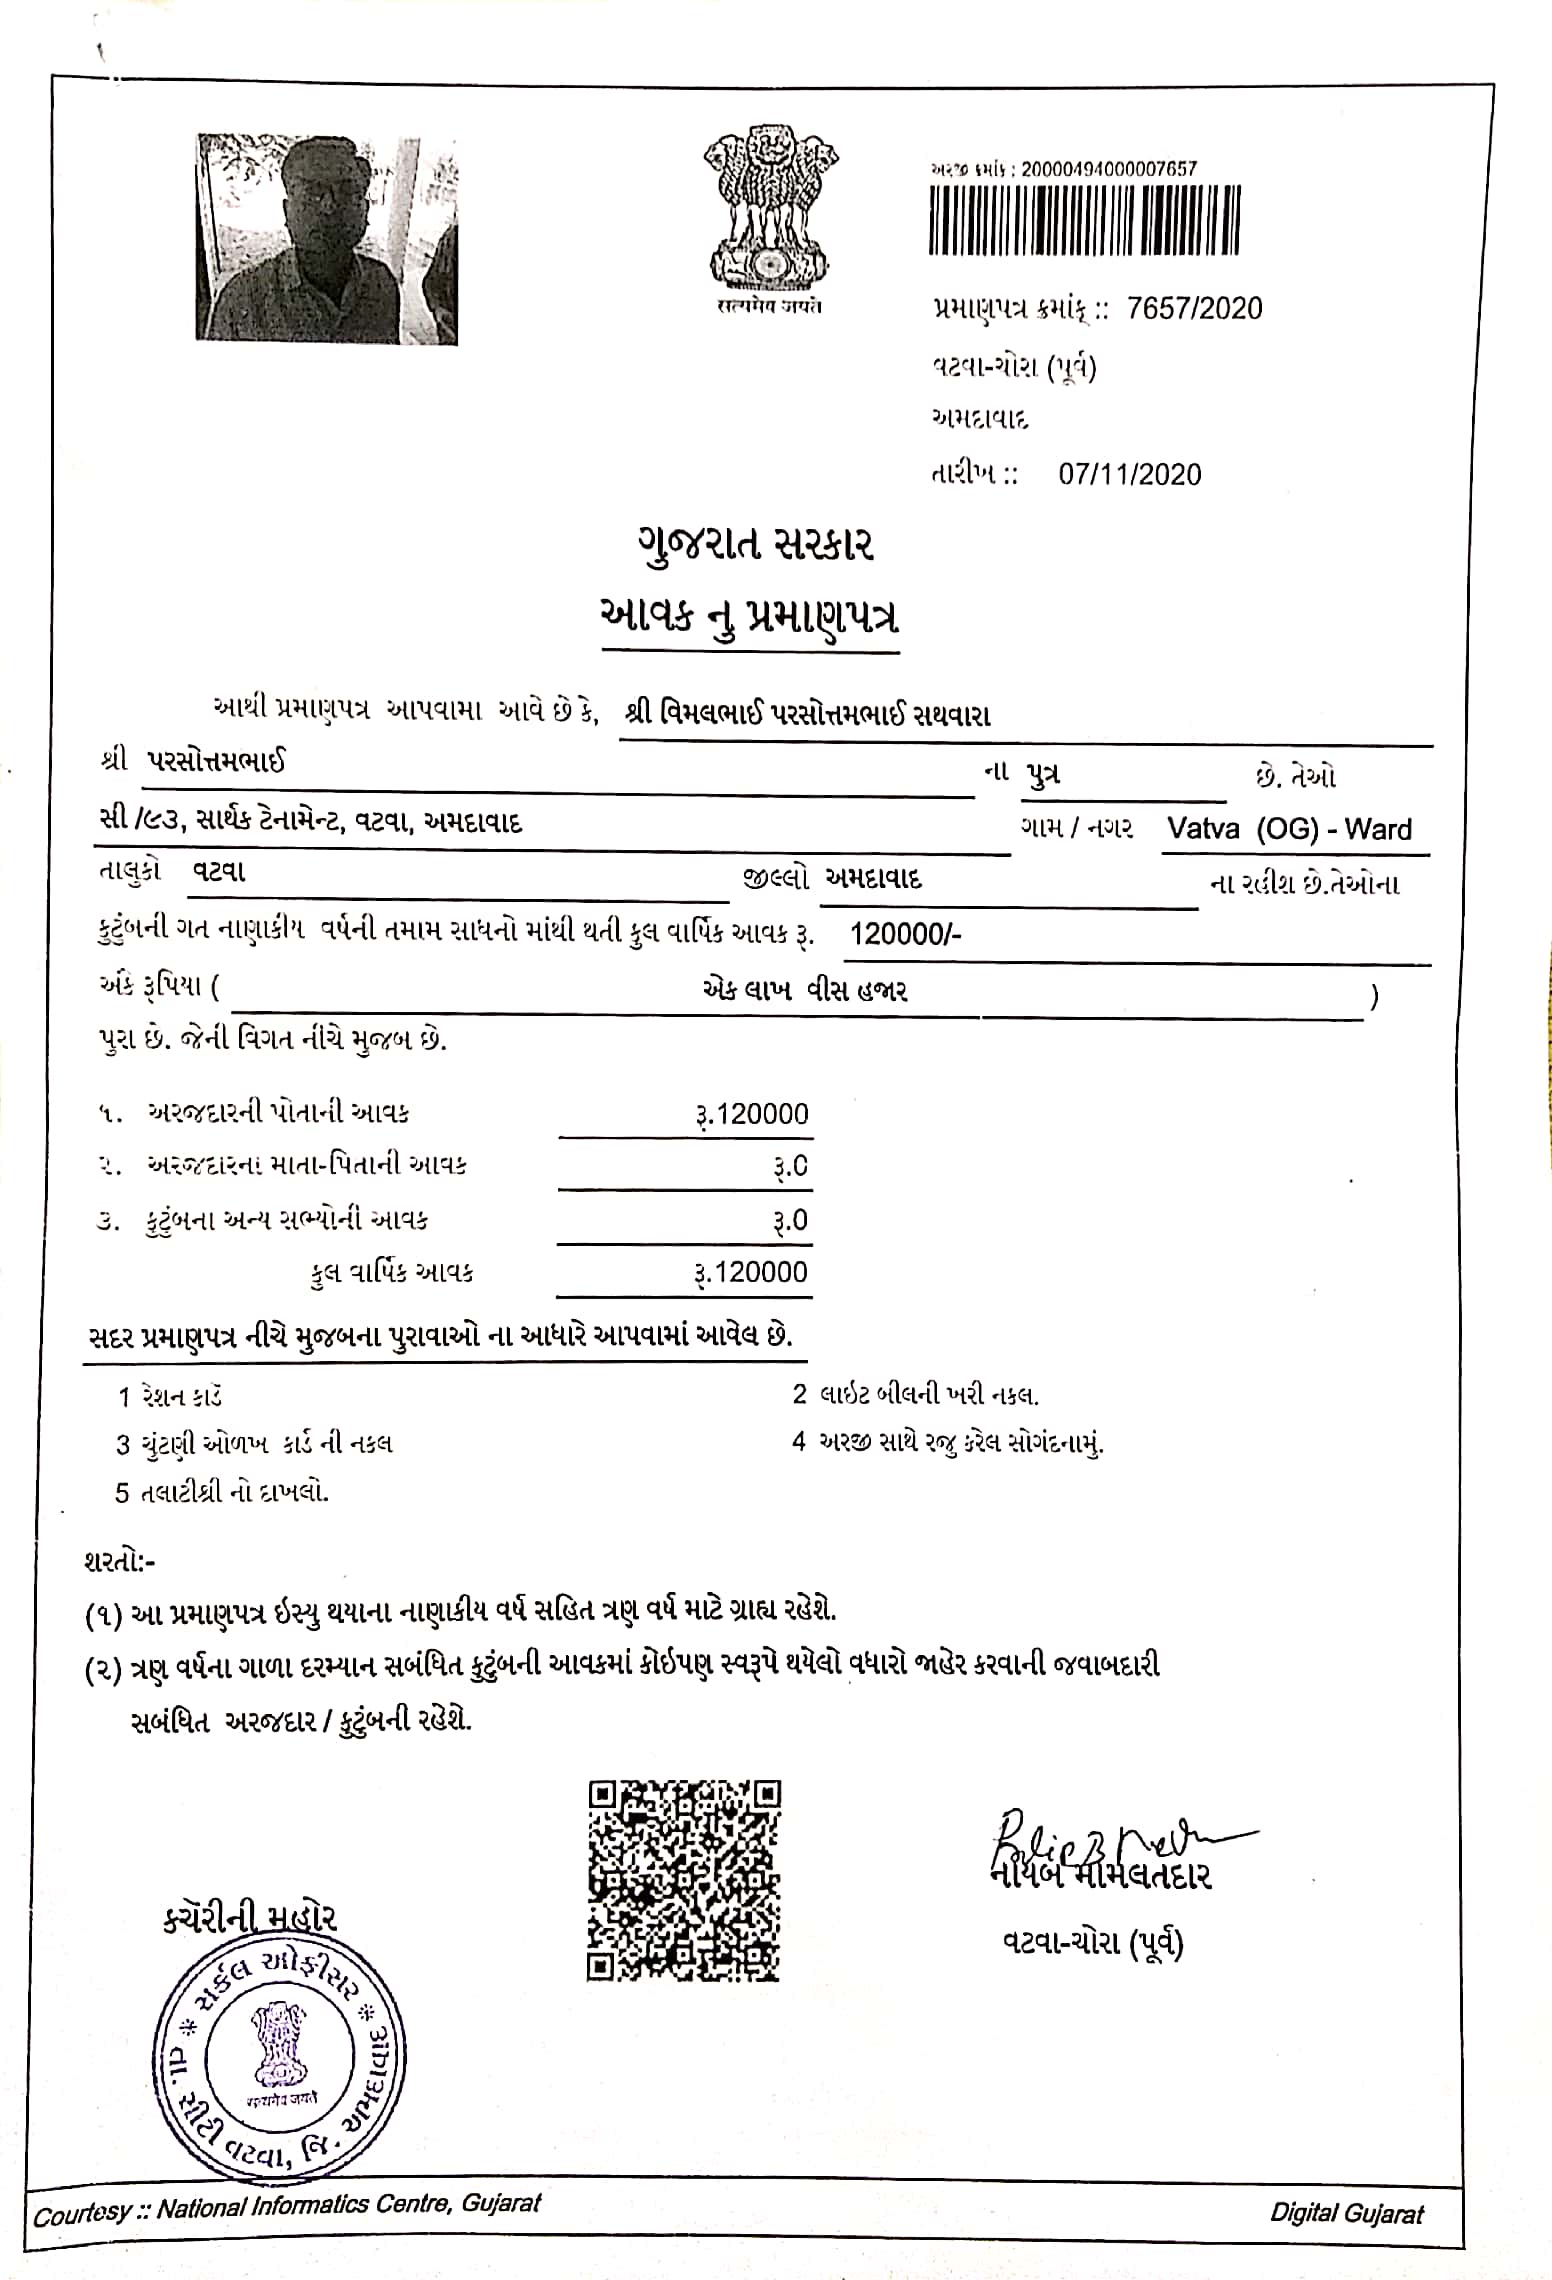 અરજી ક્રમાંક : 20000494000007657
सत्यमेव जयते
પ્રમાણપત્ર ક્રમાંક :: 7657/2020
વટવા-ચોરા (પૂર્વ)
અમદાવાદ
તારીખ :: 07/11/2020
ગુજરાત સરકાર
આવક નુ પ્રમાણપત્ર
આથી પ્રમાણપત્ર આપવામા આવે છે કે, શ્રી વિમલભાઈ પરસોત્તમભાઈ સથવારા
શ્રી પરસોત્તમભાઈ ના પુત્ર છે. તેઓ
સી /૯૩, સાર્થક ટેનામેન્ટ, વટવા, અમદાવાદ ગામ / નગર Vatva (OG) - Ward
તાલુકો વટવા જીલ્લો અમદાવાદ ના રહીશ છે.તેઓના
કુટુંબની ગત નાણાકીય વર્ષની તમામ સાધનો માંથી થતી કુલ વાર્ષિક આવક રૂ. 120000/-
અંકે રૂપિયા ( એક લાખ વીસ હજાર )
પુરા છે. જેની વિગત નીચે મુજબ છે.
૧. અરજદારની પોતાની આવક રૂ.120000
૨. અરજદારના માતા-પિતાની આવક રૂ.0
૩. કુટુંબના અન્ય સભ્યોની આવક રૂ.0
કુલ વાર્ષિક આવક રૂ.120000
સદર પ્રમાણપત્ર નીચે મુજબના પુરાવાઓ ના આધારે આપવામાં આવેલ છે.
1 રેશન કાર્ડ 2 લાઇટ બીલની ખરી નકલ.
3 ચુંટણી ઓળખ કાર્ડ ની નકલ 4 અરજી સાથે રજુ કરેલ સોગંદનામું.
5 તલાટીશ્રી નો દાખલો.
શરતો:-
(૧) આ પ્રમાણપત્ર ઇસ્યુ થયાના નાણાકીય વર્ષ સહિત ત્રણ વર્ષ માટે ગ્રાહ્ય રહેશે.
(૨) ત્રણ વર્ષના ગાળા દરમ્યાન સબંધિત કુટુંબની આવકમાં કોઇપણ સ્વરૂપે થયેલો વધારો જાહેર કરવાની જવાબદારી
સબંધિત અરજદાર / કુટુંબની રહેશે.
નાયબ મામલતદાર
વટવા-ચોરા (પૂર્વ)
કચેરીની મહોર
સર્કલ ઓફીસર * તા. સીટી વટવા, જિ. અમદાવાદ *
सत्यमेव जयते
Courtesy :: National Informatics Centre, Gujarat Digital Gujarat